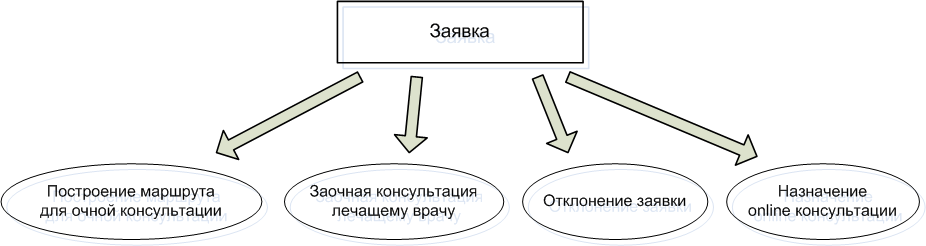 Заявка
Построение маршрута
для очной консультации
Заочная консультация
лечащему врачу
Отклонение заявки
Назначение
online консультации